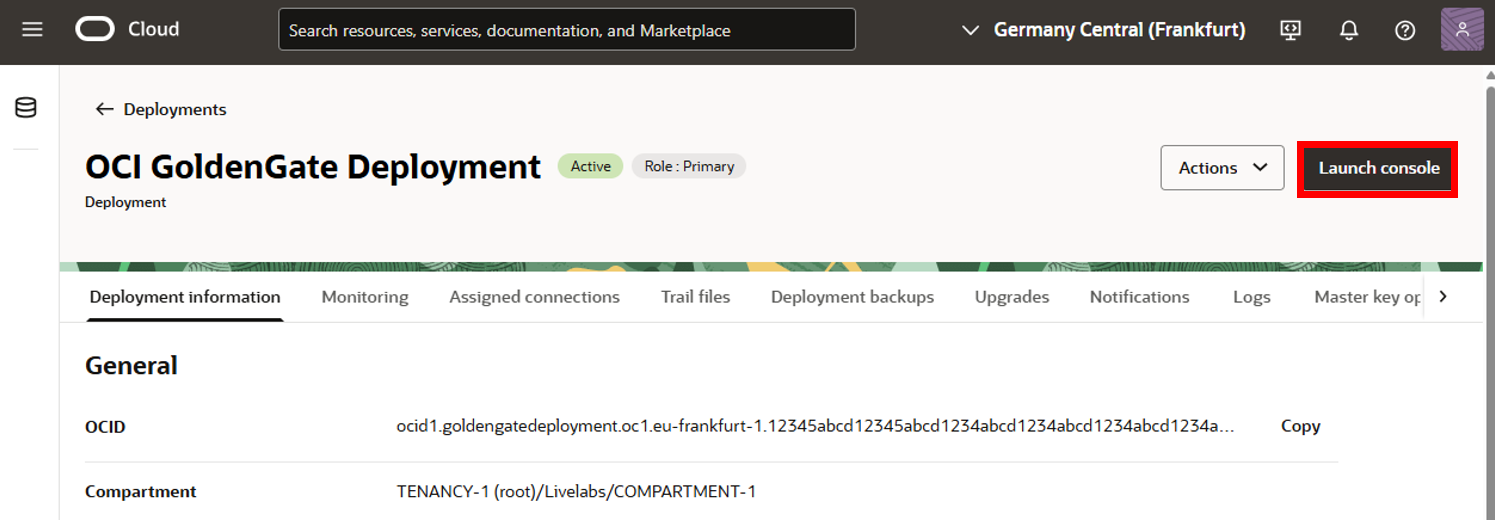 Cloud
Search resources, services, documentation, and Marketplace
Germany Central (Frankfurt)
Deployments
OCI GoldenGate Deployment
Active
Role : Primary
Actions
Launch console
Deployment
Deployment information
Monitoring
Assigned connections
Trail files
Deployment backups
Upgrades
Notifications
Logs
Master key op
General
OCID
ocid1.goldengatedeployment.oc1.eu-frankfurt-1.12345abcd12345abcd1234abcd1234abcd1234abcd1234a...
Copy
Compartment
TENANCY-1 (root)/Livelabs/COMPARTMENT-1